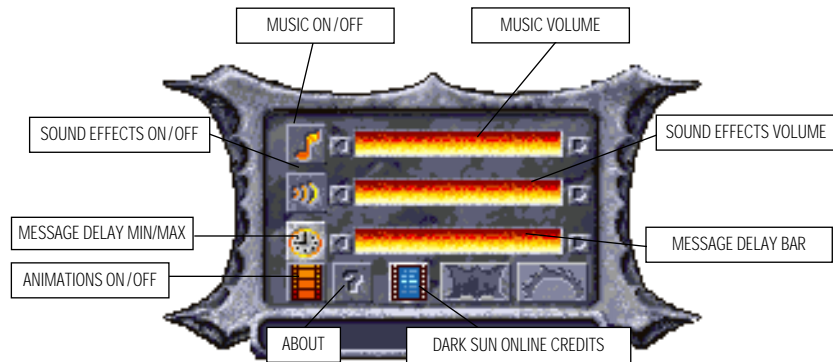 MUSIC ON/OFF
MUSIC VOLUME
SOUND EFFECTS ON/OFF
SOUND EFFECTS VOLUME
MESSAGE DELAY MIN/MAX
MESSAGE DELAY BAR
ANIMATIONS ON/OFF
ABOUT
DARK SUN ONLINE CREDITS